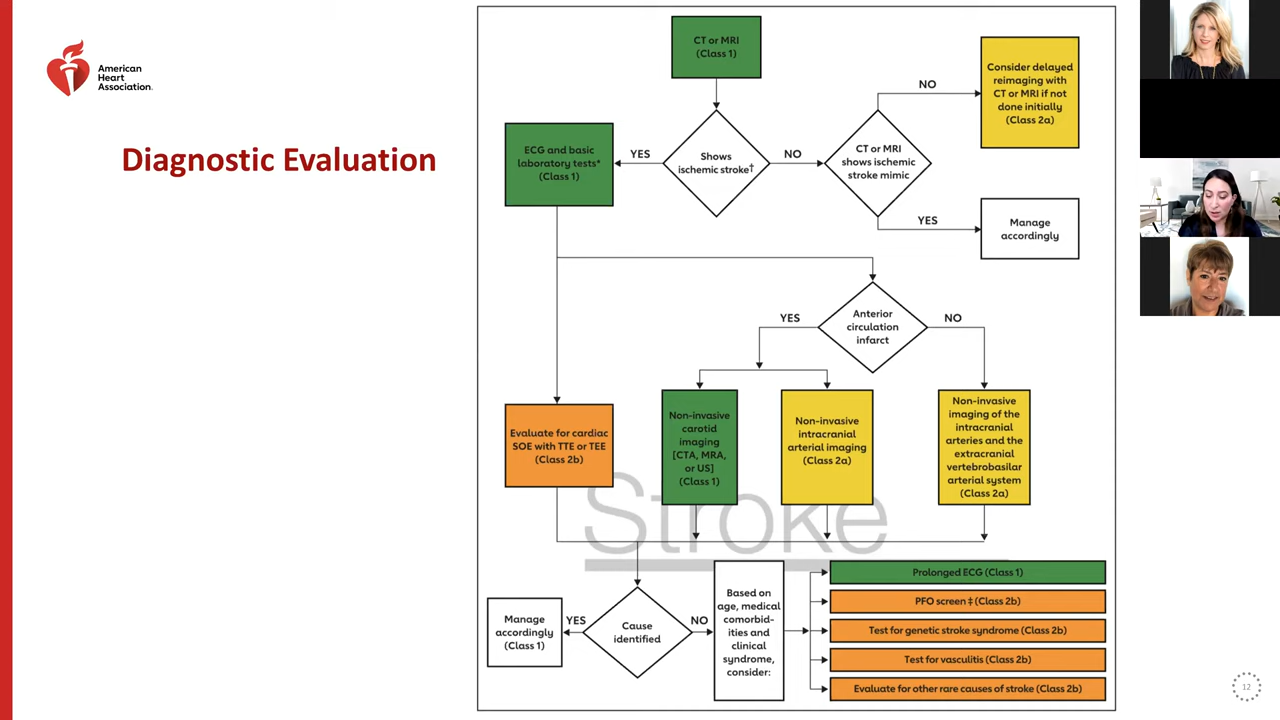 American
Heart
Association.
Diagnostic Evaluation
CT or MRI
(Class 1)
Shows
ischemic stroke†
YES
NO
ECG and basic
laboratory tests*
(Class 1)
CT or MRI
shows ischemic
stroke mimic
NO
Consider delayed
reimaging with
CT or MRI if not
done initially
(Class 2a)
YES
Manage
accordingly
Anterior
circulation
infarct
YES
NO
Evaluate for cardiac
SOE with TTE or TEE
(Class 2b)
Non-invasive
carotid
imaging
[CTA, MRA,
or US]
(Class 1)
Non-invasive
intracranial
arterial imaging
(Class 2a)
Non-invasive
imaging of the
intracranial
arteries and the
extracranial
vertebrobasilar
arterial system
(Class 2a)
Stroke
Manage
accordingly
(Class 1)
YES
Cause
identified
NO
Based on
age, medical
comorbid-
ities and
clinical
syndrome,
consider:
Prolonged ECG (Class 1)
PFO screen ‡ (Class 2b)
Test for genetic stroke syndrome (Class 2b)
Test for vasculitis (Class 2b)
Evaluate for other rare causes of stroke (Class 2b)
12